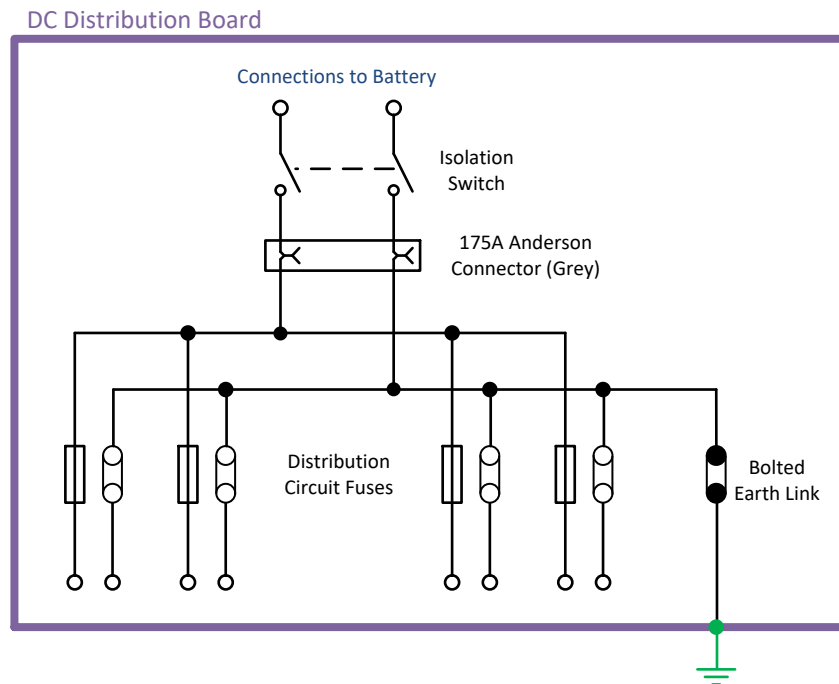 DC Distribution Board
Connections to Battery
Isolation
Switch
175A Anderson
Connector (Grey)
Distribution
Circuit Fuses
Bolted
Earth Link